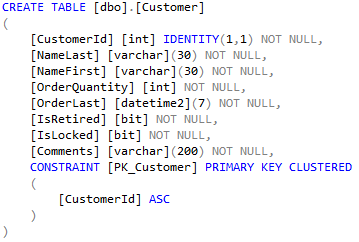 CREATE TABLE [dbo].[Customer]
(
    [CustomerId] [int] IDENTITY(1,1) NOT NULL,
    [NameLast] [varchar](30) NOT NULL,
    [NameFirst] [varchar](30) NOT NULL,
    [OrderQuantity] [int] NOT NULL,
    [OrderLast] [datetime2](7) NOT NULL,
    [IsRetired] [bit] NOT NULL,
    [IsLocked] [bit] NOT NULL,
    [Comments] [varchar](200) NOT NULL,
    CONSTRAINT [PK_Customer] PRIMARY KEY CLUSTERED
    (
        [CustomerId] ASC
    )
)